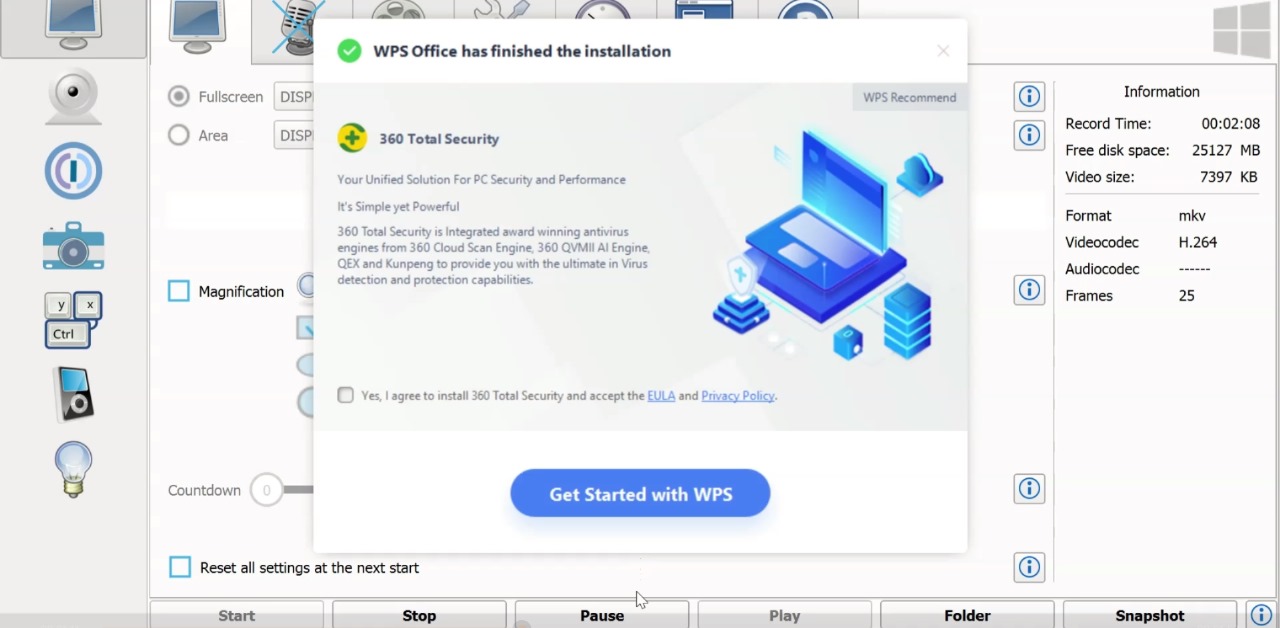 WPS Office has finished the installation
WPS Recommend
360 Total Security
Your Unified Solution For PC Security and Performance
It's Simple yet Powerful
360 Total Security is Integrated award winning antivirus
engines from 360 Cloud Scan Engine, 360 QVMII AI Engine,
QEX and Kunpeng to provide you with the ultimate in Virus
detection and protection capabilities.
Yes, I agree to install 360 Total Security and accept the EULA and Privacy Policy.
Get Started with WPS
Fullscreen DISP
Area DISP
Magnification
Countdown 0
Reset all settings at the next start
y x
Ctrl
Information
Record Time: 00:02:08
Free disk space: 25127 MB
Video size: 7397 KB
Format mkv
Videocodec H.264
Audiocodec ------
Frames 25
Start Stop Pause Play Folder Snapshot